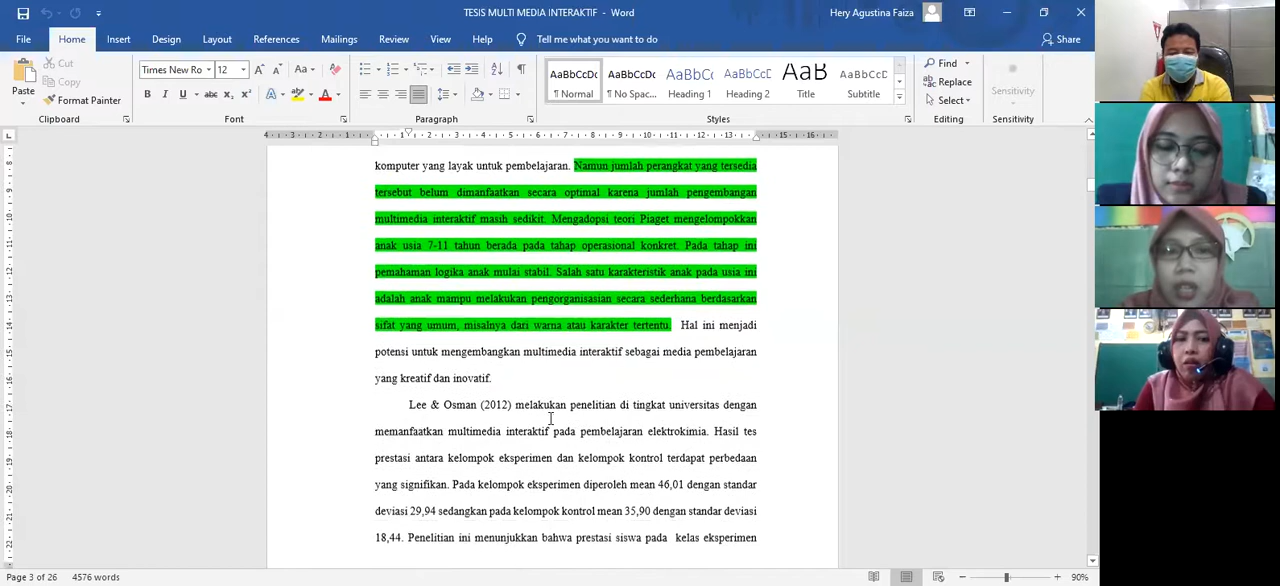 TESIS MULTI MEDIA INTERAKTIF - Word
Hery Agustina Faiza
File Home Insert Design Layout References Mailings Review View Help Tell me what you want to do Share
Cut
Copy
Format Painter
Paste
Clipboard
Times New Ro 12
Font
Paragraph
AaBbCcDc AaBbCcDc AaBbCc AaBbCcD AaB AaBbCcD
¶ Normal ¶ No Spac... Heading 1 Heading 2 Title Subtitle
Styles
Find
Replace
Select
Editing
Sensitivity
Sensitivity
komputer yang layak untuk pembelajaran. Namun jumlah perangkat yang tersedia
tersebut belum dimanfaatkan secara optimal karena jumlah pengembangan
multimedia interaktif masih sedikit. Mengadopsi teori Piaget mengelompokkan
anak usia 7-11 tahun berada pada tahap operasional konkret. Pada tahap ini
pemahaman logika anak mulai stabil. Salah satu karakteristik anak pada usia ini
adalah anak mampu melakukan pengorganisasian secara sederhana berdasarkan
sifat yang umum, misalnya dari warna atau karakter tertentu. Hal ini menjadi
potensi untuk mengembangkan multimedia interaktif sebagai media pembelajaran
yang kreatif dan inovatif.
Lee & Osman (2012) melakukan penelitian di tingkat universitas dengan
memanfaatkan multimedia interaktif pada pembelajaran elektrokimia. Hasil tes
prestasi antara kelompok eksperimen dan kelompok kontrol terdapat perbedaan
yang signifikan. Pada kelompok eksperimen diperoleh mean 46,01 dengan standar
deviasi 29,94 sedangkan pada kelompok kontrol mean 35,90 dengan standar deviasi
18,44. Penelitian ini menunjukkan bahwa prestasi siswa pada kelas eksperimen
Page 3 of 26 4576 words
90%